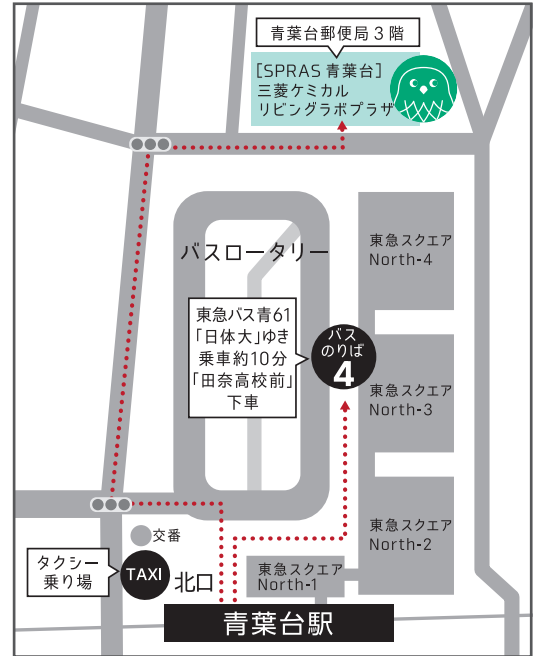 青葉台郵便局3階
[SPRAS 青葉台]
三菱ケミカル
リビングラボプラザ
バスロータリー
東急スクエア
North-4
東急バス青61
「日体大」ゆき
乗車約10分
「田奈高校前」
下車
バス
のりば
4
東急スクエア
North-3
東急スクエア
North-2
交番
タクシー
乗り場
TAXI
北口
東急スクエア
North-1
青葉台駅